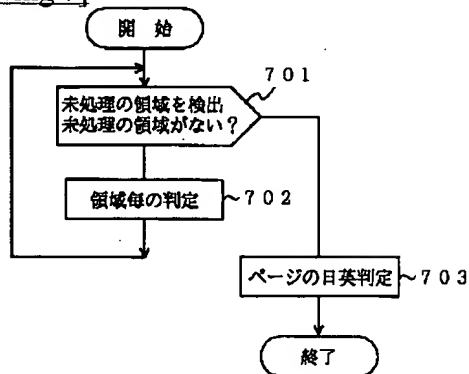 開 始
701
未処理の領域を検出
未処理の領域がない?
領域毎の判定
~702
ページの日英判定
~703
終了